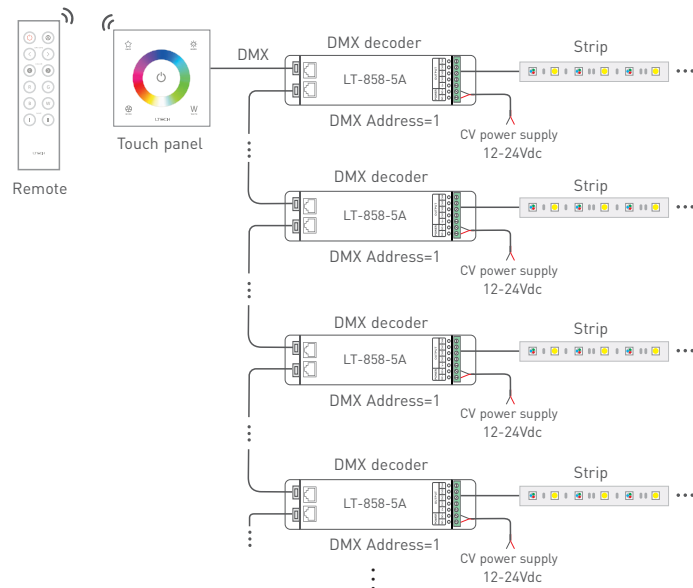 DMX decoder
Strip
DMX
LT-858-5A
W
DMX Address=1
CV power supply
12-24Vdc
Touch panel
Remote
DMX decoder
Strip
LT-858-5A
DMX Address=1
CV power supply
12-24Vdc
DMX decoder
Strip
LT-858-5A
DMX Address=1
CV power supply
12-24Vdc
DMX decoder
Strip
LT-858-5A
DMX Address=1
CV power supply
12-24Vdc